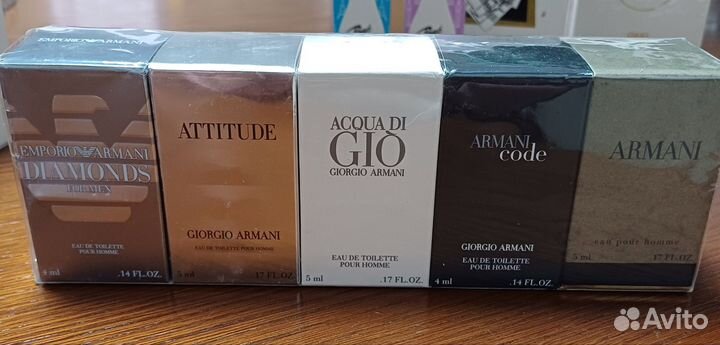 EMPORIO ARMANI
EMPORIO ARMANI
DIAMONDS
FOR MEN
EAU DE TOILETTE
POUR HOMME
4 ml .14 FL.OZ.
ATTITUDE
GIORGIO ARMANI
EAU DE TOILETTE POUR HOMME
5 ml .17 FL.OZ.
ACQUA DI
GIÒ
GIORGIO ARMANI
EAU DE TOILETTE
POUR HOMME
5 ml .17 FL.OZ.
ARMANI
code
GIORGIO ARMANI
EAU DE TOILETTE
POUR HOMME
4 ml .14 FL.OZ.
ARMANI
eau pour homme
5 ml .17 FL.OZ.
Avito